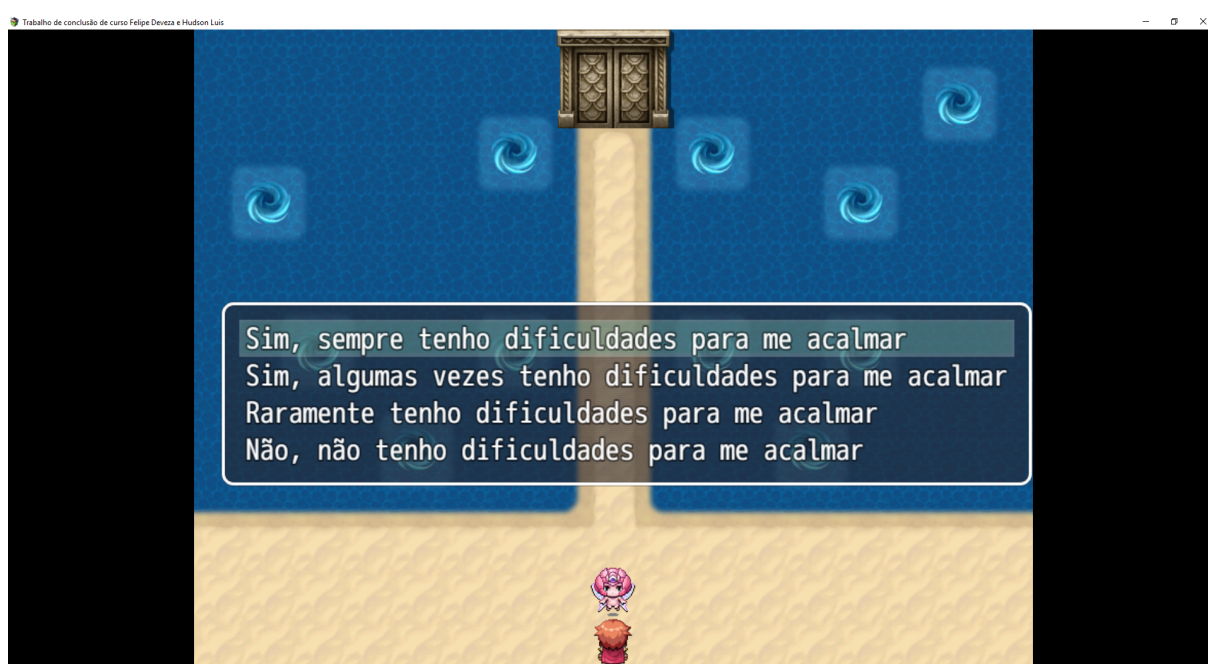 Trabalho de conclusão de curso Felipe Deveza e Hudson Luis
Sim, sempre tenho dificuldades para me acalmar
Sim, algumas vezes tenho dificuldades para me acalmar
Raramente tenho dificuldades para me acalmar
Não, não tenho dificuldades para me acalmar